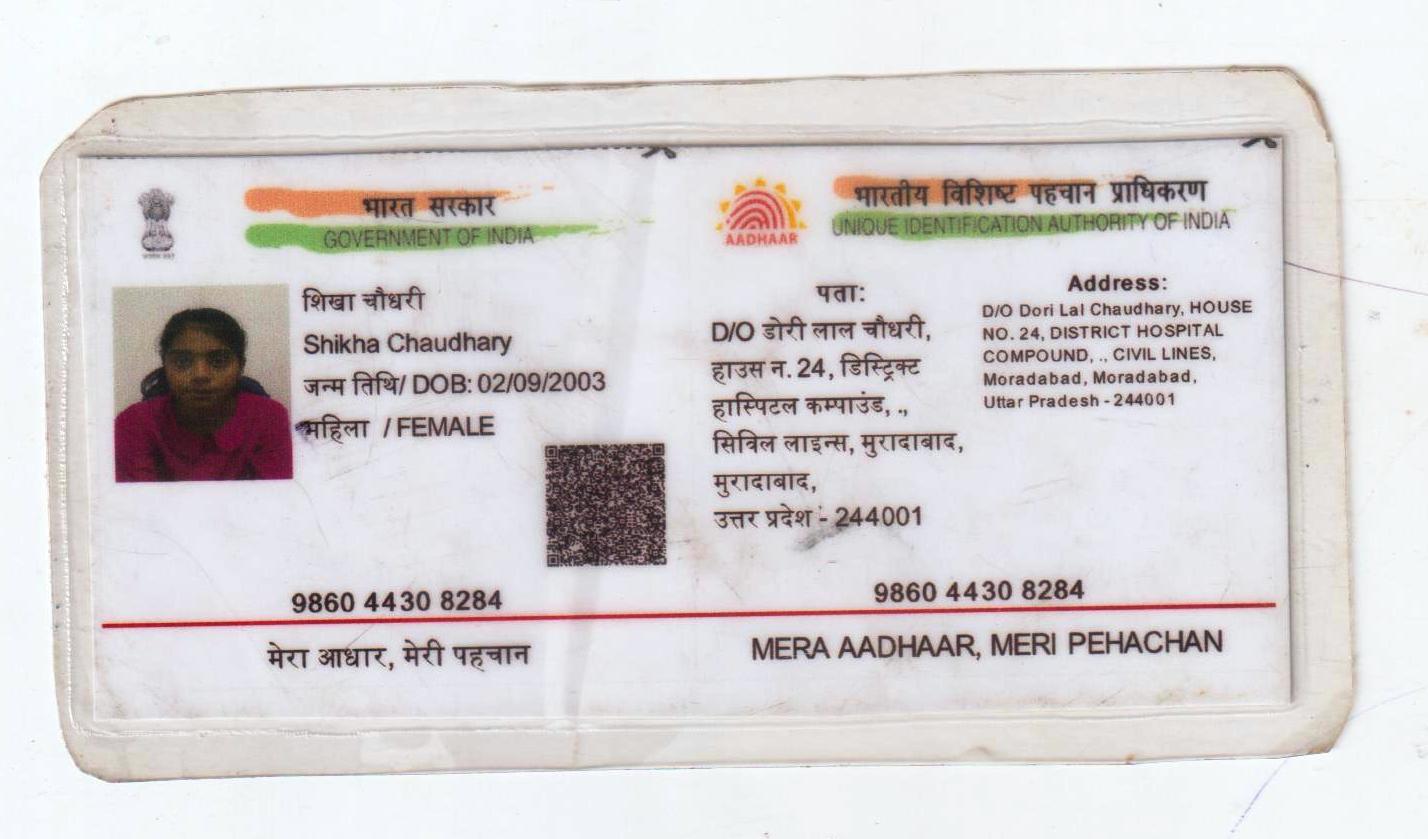 भारत सरकार
GOVERNMENT OF INDIA
शिखा चौधरी
Shikha Chaudhary
जन्म तिथि/ DOB: 02/09/2003
महिला / FEMALE
9860 4430 8284
मेरा आधार, मेरी पहचान
AADHAAR
भारतीय विशिष्ट पहचान प्राधिकरण
UNIQUE IDENTIFICATION AUTHORITY OF INDIA
पता:
D/O डोरी लाल चौधरी,
हाउस न. 24, डिस्ट्रिक्ट
हास्पिटल कम्पाउंड, .,
सिविल लाइन्स, मुरादाबाद,
मुरादाबाद,
उत्तर प्रदेश - 244001
Address:
D/O Dori Lal Chaudhary, HOUSE
NO. 24, DISTRICT HOSPITAL
COMPOUND, ., CIVIL LINES,
Moradabad, Moradabad,
Uttar Pradesh - 244001
9860 4430 8284
MERA AADHAAR, MERI PEHACHAN